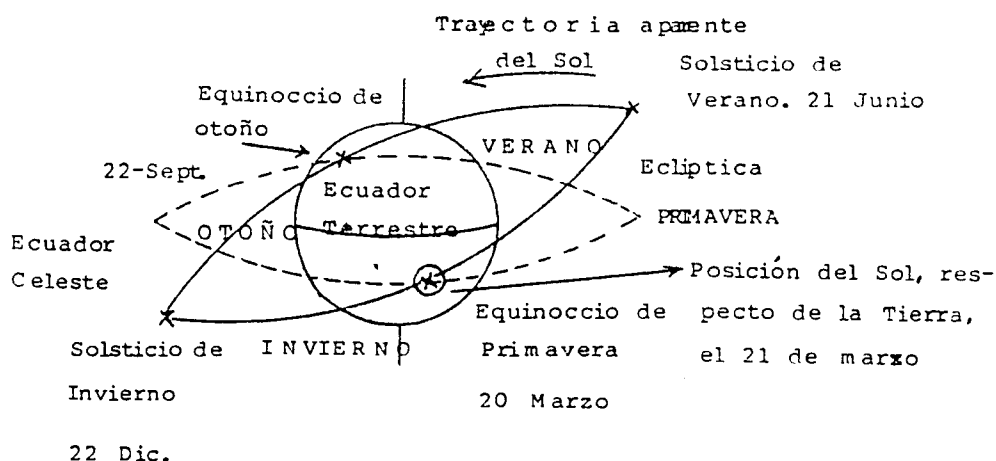 Trayectoria aparente
del Sol
Solsticio de
Verano. 21 Junio
Equinoccio de
otoño
22-Sept.
VERANO
Eclíptica
Ecuador
Terrestre
PRIMAVERA
OTOÑO
Ecuador
Celeste
Posición del Sol, res-
pecto de la Tierra,
el 21 de marzo
Equinoccio de
Primavera
20 Marzo
INVIERNO
Solsticio de
Invierno
22 Dic.